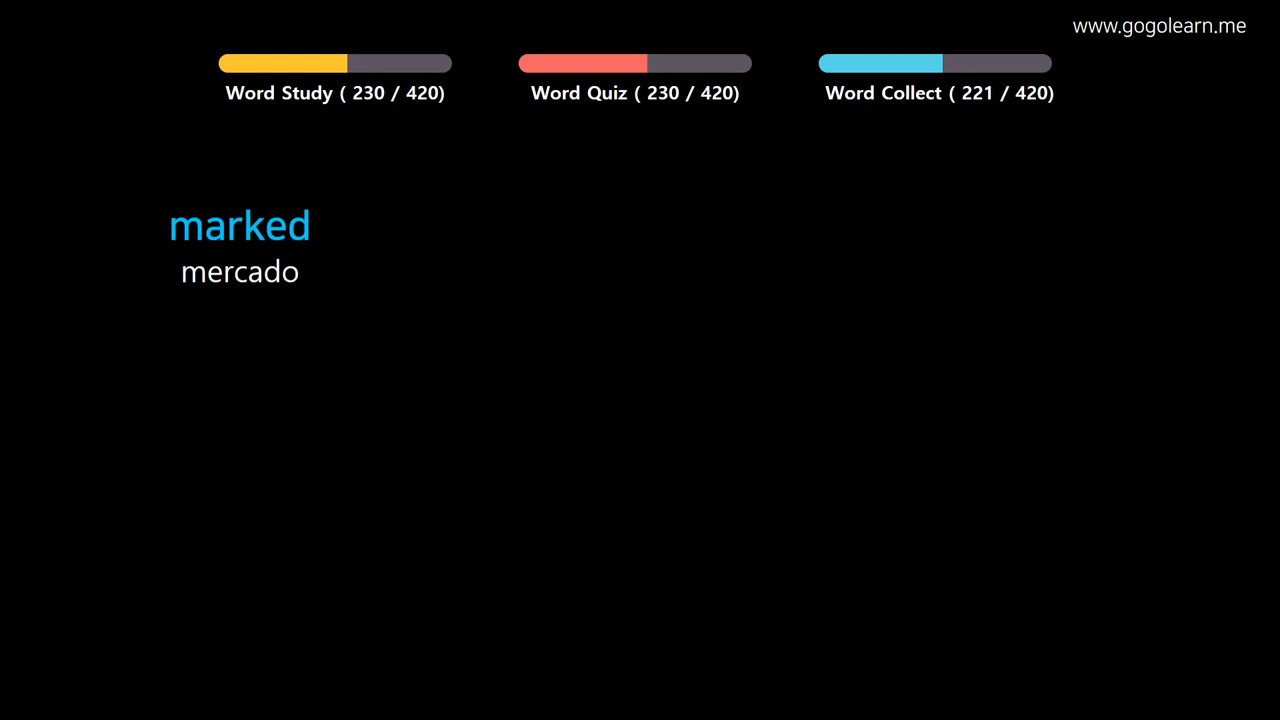 www.gogolearn.me
Word Study ( 230 / 420)
Word Quiz ( 230 / 420)
Word Collect ( 221 / 420)
marked
mercado